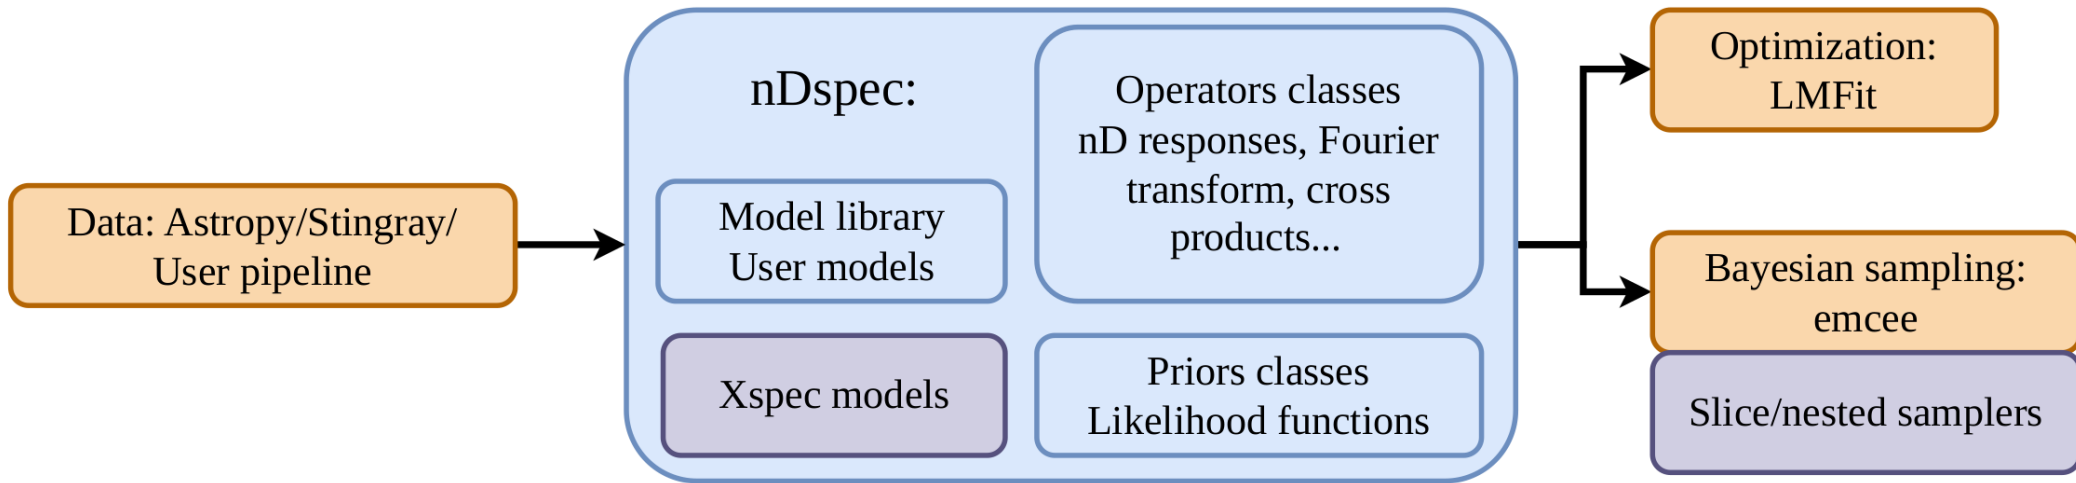 Data: Astropy/Stingray/
User pipeline
nDspec:
Model library
User models
Xspec models
Operators classes
nD responses, Fourier
transform, cross
products...
Priors classes
Likelihood functions
Optimization:
LMFit
Bayesian sampling:
emcee
Slice/nested samplers